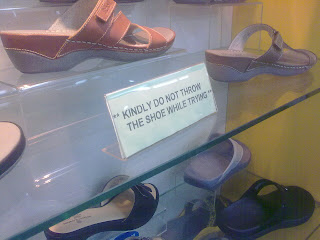 "KINDLY DO NOT THROW
THE SHOE WHILE TRYING"